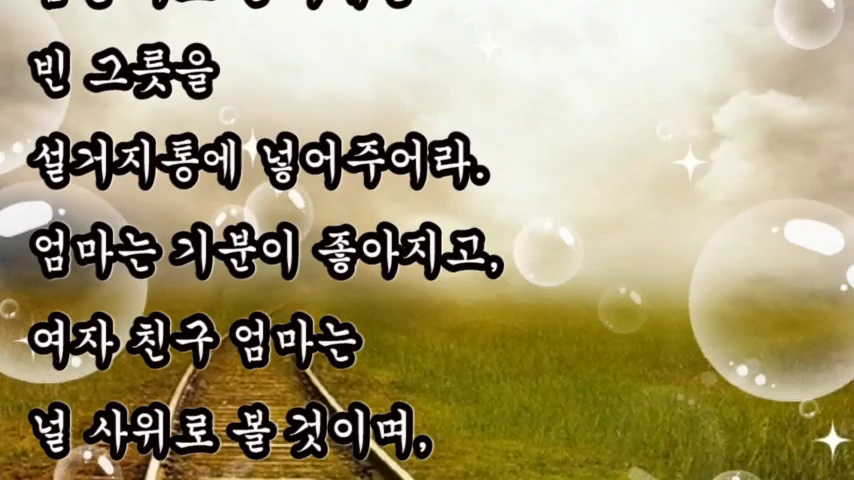 빈 그릇을
설거지통에 넣어주어라.
엄마는 기분이 좋아지고,
여자 친구 엄마는
널 사위로 볼 것이며,